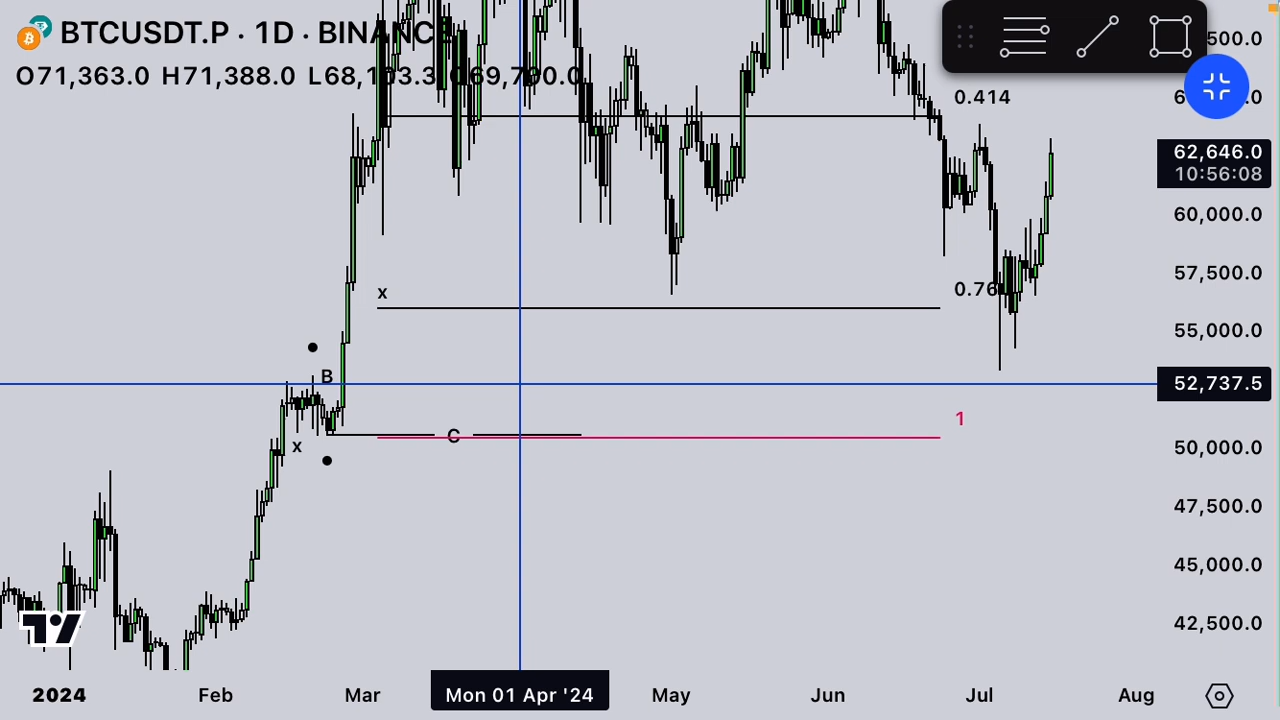 BTCUSDT.P · 1D · BINANCE
O71,363.0 H71,388.0 L68,103.3 C69,700.0
500.0
0.414
62,646.0
10:56:08
60,000.0
57,500.0
x
0.76
55,000.0
B
52,737.5
1
C
x
50,000.0
47,500.0
45,000.0
42,500.0
2024 Feb Mar Mon 01 Apr '24 May Jun Jul Aug